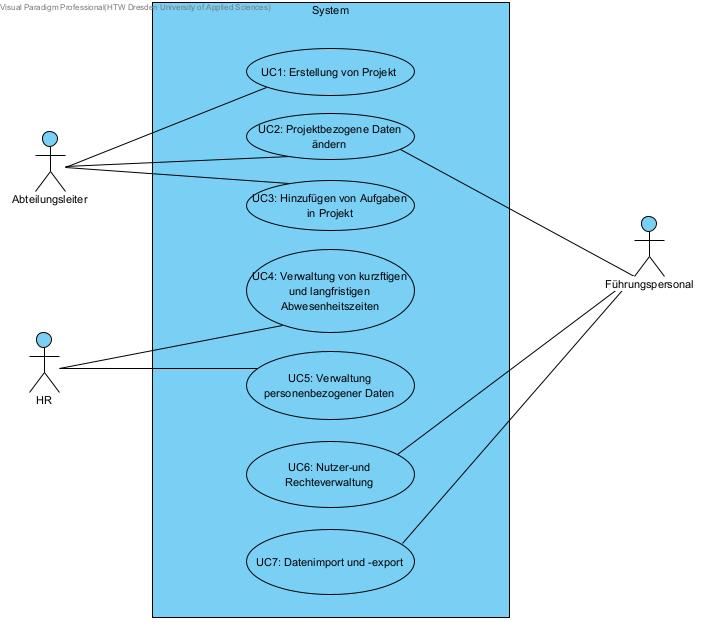 Visual Paradigm Professional(HTW Dresden University of Applied Sciences)
System
UC1: Erstellung von Projekt
UC2: Projektbezogene Daten
ändern
UC3: Hinzufügen von Aufgaben
in Projekt
Abteilungsleiter
UC4: Verwaltung von kurzftigen
und langfristigen
Abwesenheitszeiten
Führungspersonal
UC5: Verwaltung
personenbezogener Daten
HR
UC6: Nutzer-und
Rechteverwaltung
UC7: Datenimport und -export